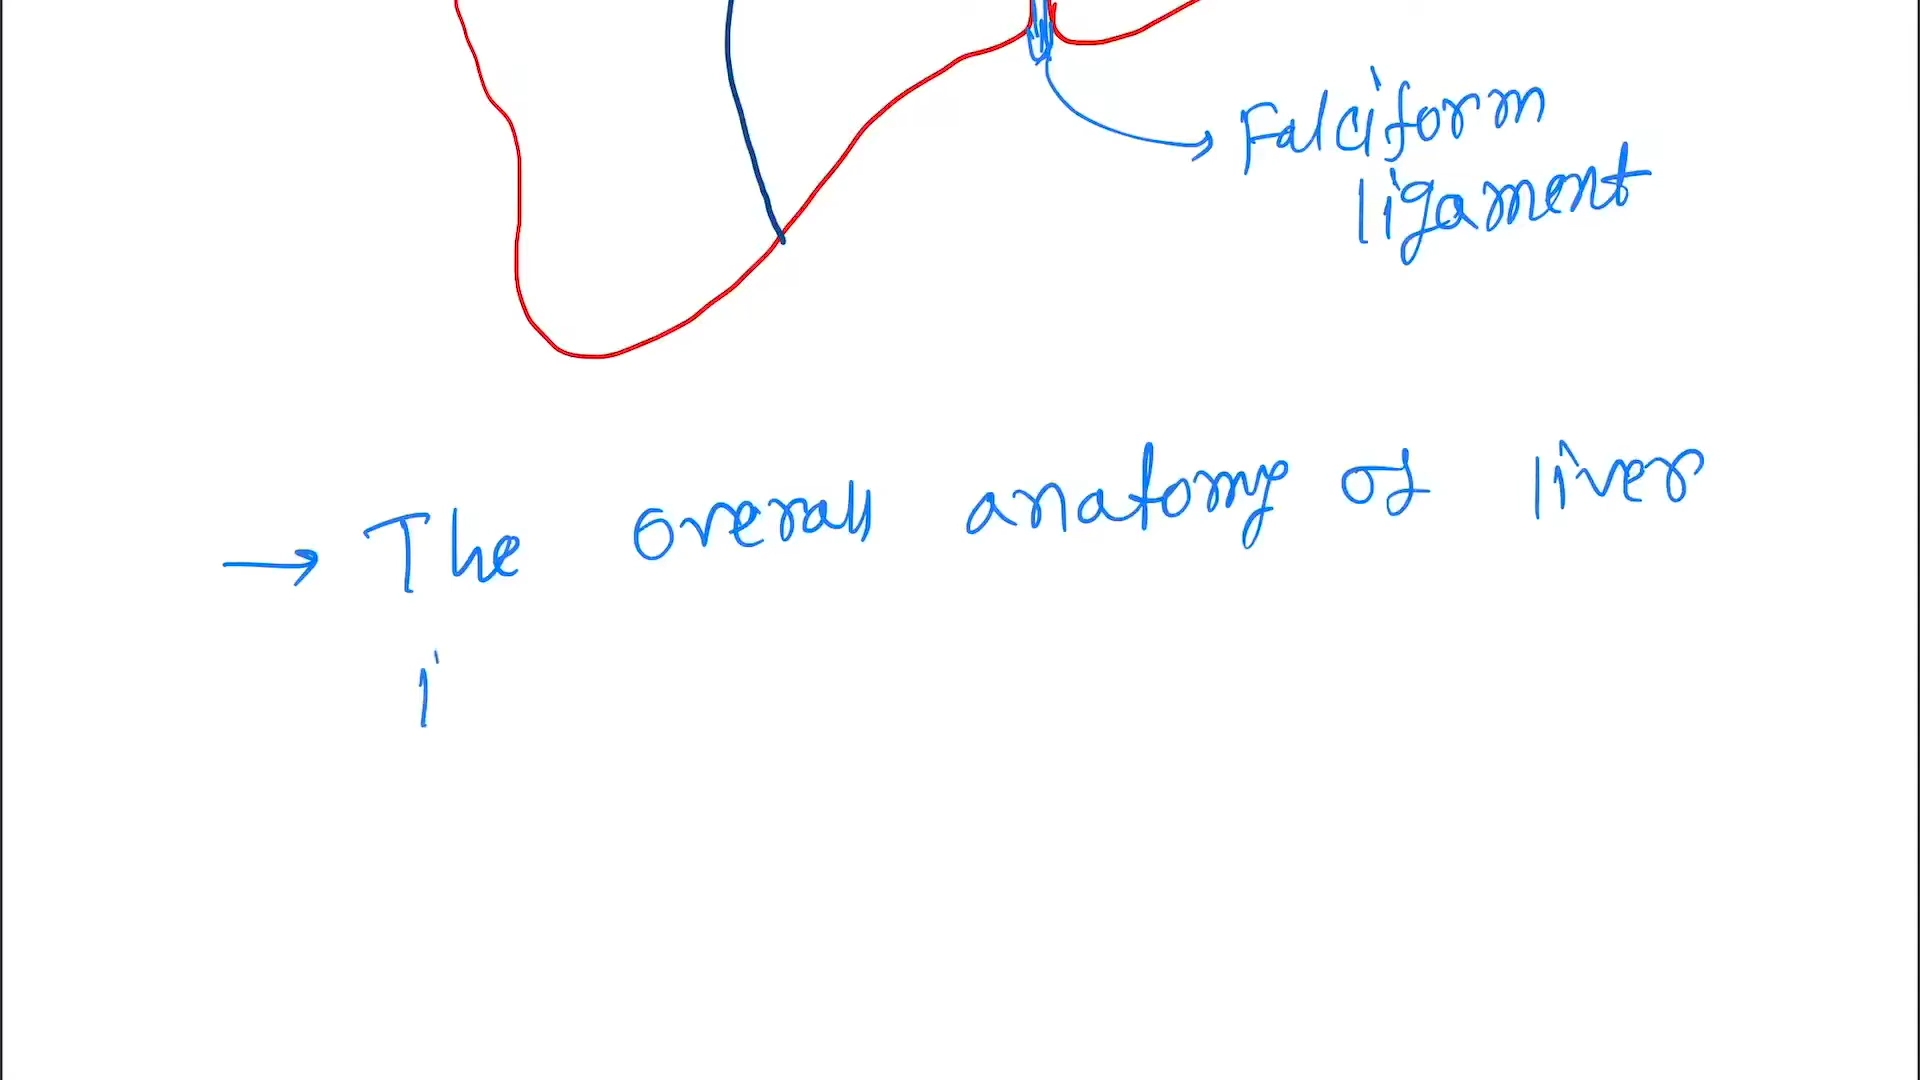 Falciform
ligament
→ The overall anatomy of liver
i